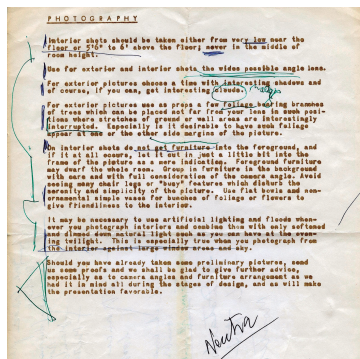 PHOTOGRAPHY
Interior shots should be taken either from very low near the
floor or 5'6" to 6' above the floor; never in the middle of
room height.
Use for exterior and interior shots the wides possible angle lens.
For exterior pictures choose a time with interesting shadows and
of course, if you can, get interesting clouds.
For exterior pictures use as props a few foliage bearing branches
of trees which can be placed not far from your lens in such posi-
tions where stretches of ground or wall areas are interestingly
interrupted. Especially is it desirable to have such foliage
appear at one or the other side margins of the picture.
On interior shots do not get furniture into the foreground, and
if it at all occurs, let it cut in just a little bit into the
frame of the picture as a mere indication. Foreground furniture
may dwarf the whole room. Group in furniture in the background
with care and with full consideration of the camera angle. Avoid
using many chair legs or "busy" features which disturb the
serenity and simplicity of the picture. Use flat bowls and monu-
mental simple vases for bunches of foliage or flowers to
give friendliness to the interior.
It may be necessary to use artificial lighting and floods when-
ever you photograph interiors and combine this with only softened
and dimmed down natural light such as you can have at the even-
ing twilight. This is especially true when you photograph from
the interior against large window areas and sky.
Should you have already taken some preliminary pictures, send
us some proofs and we shall be glad to give further advice,
especially as to camera angles and furniture arrangement as we
had it in mind all during the stages of design, and as will make
the presentation favorable.
Neutra